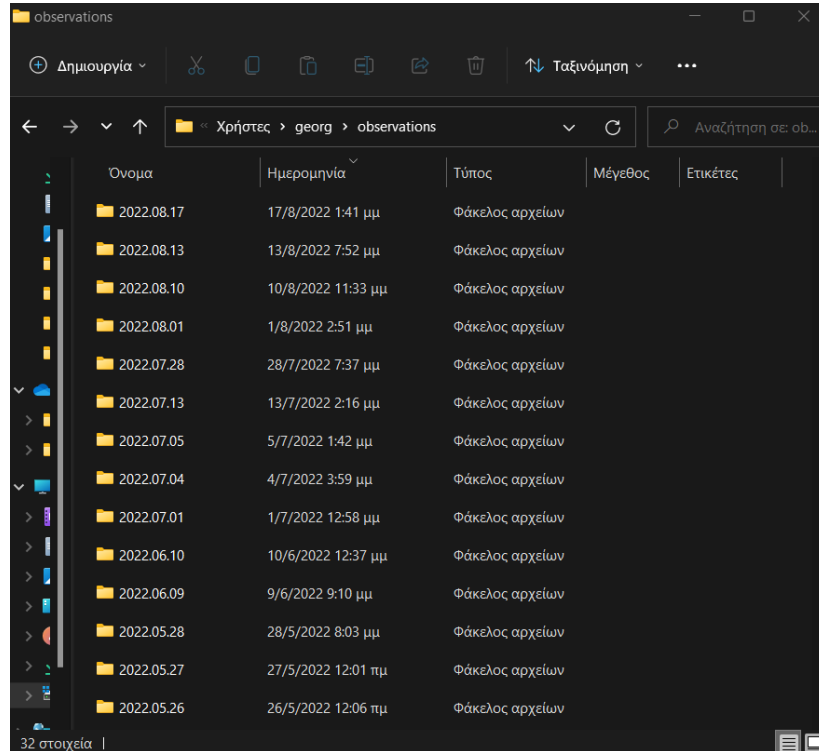 observations
Δημιουργία
Ταξινόμηση
« Χρήστες > georg > observations
Αναζήτηση σε: ob...
Όνομα Ημερομηνία Τύπος Μέγεθος Ετικέτες
2022.08.17 17/8/2022 1:41 μμ Φάκελος αρχείων
2022.08.13 13/8/2022 7:52 μμ Φάκελος αρχείων
2022.08.10 10/8/2022 11:33 μμ Φάκελος αρχείων
2022.08.01 1/8/2022 2:51 μμ Φάκελος αρχείων
2022.07.28 28/7/2022 7:37 μμ Φάκελος αρχείων
2022.07.13 13/7/2022 2:16 μμ Φάκελος αρχείων
2022.07.05 5/7/2022 1:42 μμ Φάκελος αρχείων
2022.07.04 4/7/2022 3:59 μμ Φάκελος αρχείων
2022.07.01 1/7/2022 12:58 μμ Φάκελος αρχείων
2022.06.10 10/6/2022 12:37 μμ Φάκελος αρχείων
2022.06.09 9/6/2022 9:10 μμ Φάκελος αρχείων
2022.05.28 28/5/2022 8:03 μμ Φάκελος αρχείων
2022.05.27 27/5/2022 12:01 πμ Φάκελος αρχείων
2022.05.26 26/5/2022 12:06 πμ Φάκελος αρχείων
32 στοιχεία